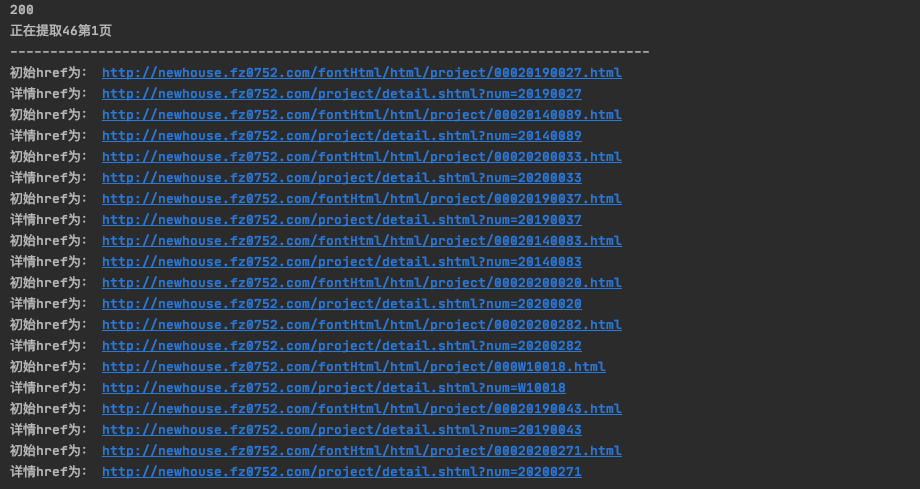 200
正在提取46第1页
--------------------------------------------------------------------------------
初始href为： http://newhouse.fz0752.com/fontHtml/html/project/00020190027.html
详情href为： http://newhouse.fz0752.com/project/detail.shtml?num=20190027
初始href为： http://newhouse.fz0752.com/fontHtml/html/project/00020140089.html
详情href为： http://newhouse.fz0752.com/project/detail.shtml?num=20140089
初始href为： http://newhouse.fz0752.com/fontHtml/html/project/00020200033.html
详情href为： http://newhouse.fz0752.com/project/detail.shtml?num=20200033
初始href为： http://newhouse.fz0752.com/fontHtml/html/project/00020190037.html
详情href为： http://newhouse.fz0752.com/project/detail.shtml?num=20190037
初始href为： http://newhouse.fz0752.com/fontHtml/html/project/00020140083.html
详情href为： http://newhouse.fz0752.com/project/detail.shtml?num=20140083
初始href为： http://newhouse.fz0752.com/fontHtml/html/project/00020200020.html
详情href为： http://newhouse.fz0752.com/project/detail.shtml?num=20200020
初始href为： http://newhouse.fz0752.com/fontHtml/html/project/00020200282.html
详情href为： http://newhouse.fz0752.com/project/detail.shtml?num=20200282
初始href为： http://newhouse.fz0752.com/fontHtml/html/project/000W10018.html
详情href为： http://newhouse.fz0752.com/project/detail.shtml?num=W10018
初始href为： http://newhouse.fz0752.com/fontHtml/html/project/00020190043.html
详情href为： http://newhouse.fz0752.com/project/detail.shtml?num=20190043
初始href为： http://newhouse.fz0752.com/fontHtml/html/project/00020200271.html
详情href为： http://newhouse.fz0752.com/project/detail.shtml?num=20200271